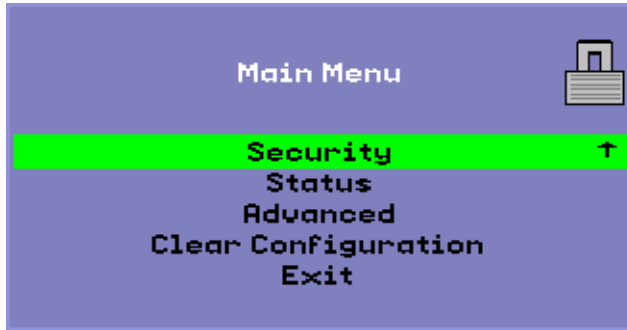 Main Menu
Security ↑
Status
Advanced
Clear Configuration
Exit